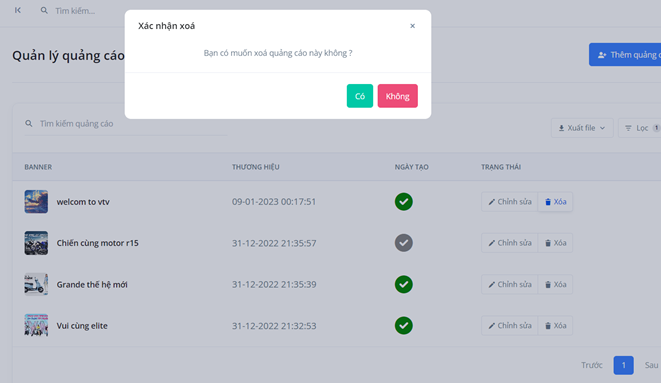 Tìm kiếm...
Xác nhận xoá ×
Bạn có muốn xoá quảng cáo này không ?
Có Không
Quản lý quảng cáo
Thêm quảng c
Tìm kiếm quảng cáo
Xuất file Lọc 1
BANNER THƯƠNG HIỆU NGÀY TẠO TRẠNG THÁI
welcom to vtv 09-01-2023 00:17:51 Chỉnh sửa Xóa
Chiến cùng motor r15 31-12-2022 21:35:57 Chỉnh sửa Xóa
Grande thế hệ mới 31-12-2022 21:35:39 Chỉnh sửa Xóa
Vui cùng elite 31-12-2022 21:32:53 Chỉnh sửa Xóa
Trước 1 Sau